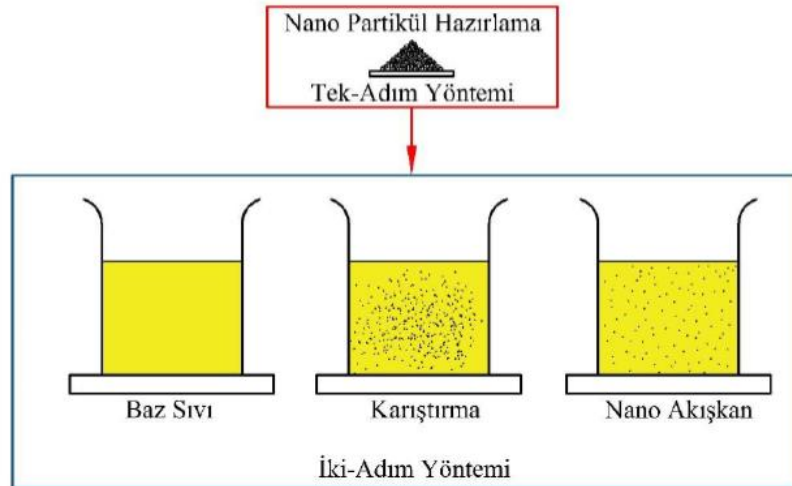 Nano Partikül Hazırlama
Tek-Adım Yöntemi
Baz Sıvı
Karıştırma
Nano Akışkan
İki-Adım Yöntemi